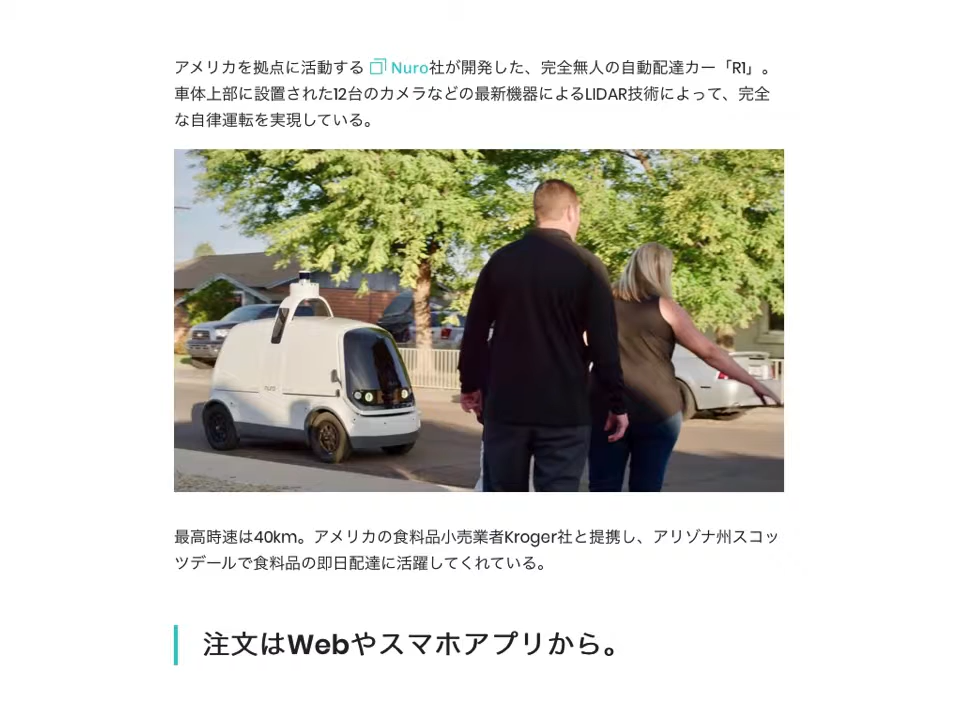 アメリカを拠点に活動する Nuro社が開発した、完全無人の自動配達カー「R1」。
車体上部に設置された12台のカメラなどの最新機器によるLIDAR技術によって、完全
な自律運転を実現している。
nuro
最高時速は40km。アメリカの食料品小売業者Kroger社と提携し、アリゾナ州スコッ
ツデールで食料品の即日配達に活躍してくれている。
注文はWebやスマホアプリから。